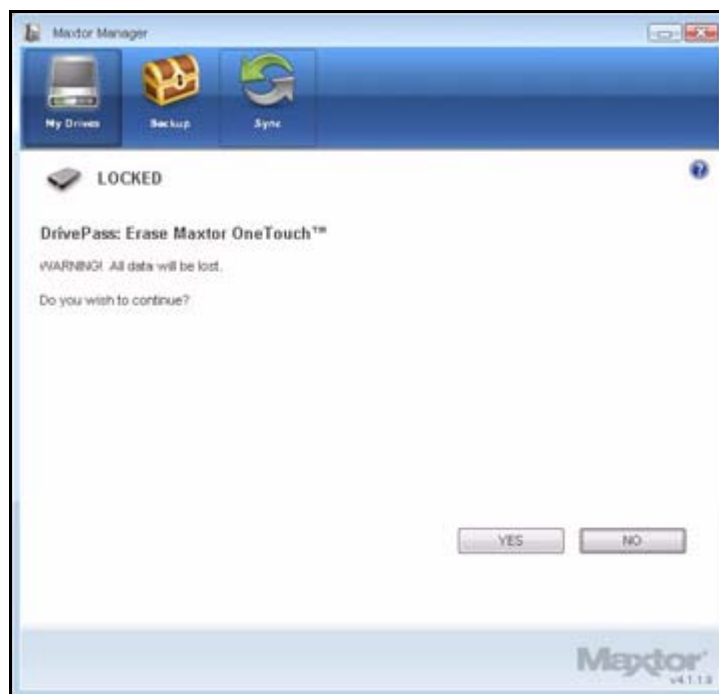 Maxtor Manager
My Drives
Backup
Sync
LOCKED
DrivePass: Erase Maxtor OneTouch™
WARNING! All data will be lost.
Do you wish to continue?
YES
NO
Maxtor